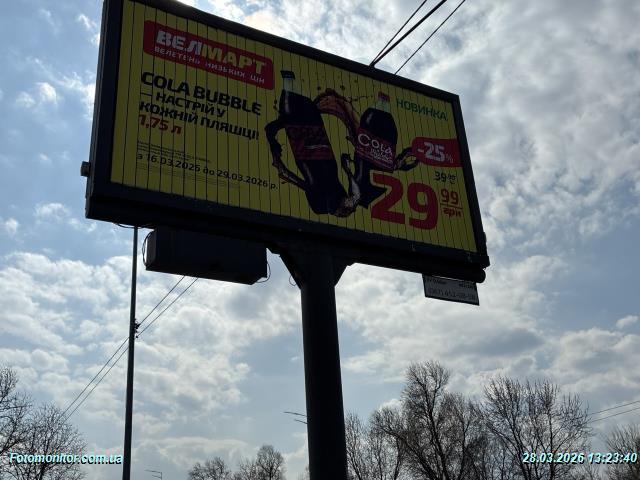 ВЕЛМАРТ
ВЕЛЕТЕНЬ НИЗЬКИХ ЦІН
COLA BUBBLE
– НАСТРІЙ У
КОЖНІЙ ПЛЯШЦІ!
1,75 л
з 16.03.2026 до 29.03.2026 р.
НОВИНКА
-25%
39
29 99
грн
Cola
Fotomonitor.com.ua
28.03.2026 13:23:40